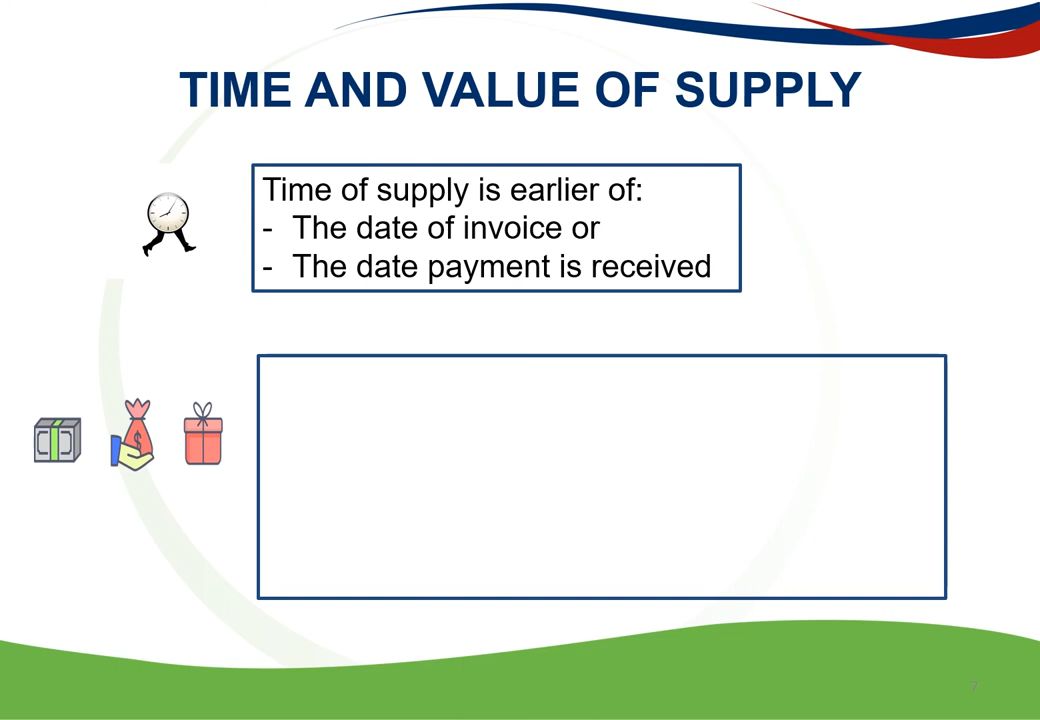 TIME AND VALUE OF SUPPLY
Time of supply is earlier of:
- The date of invoice or
- The date payment is received
$
7